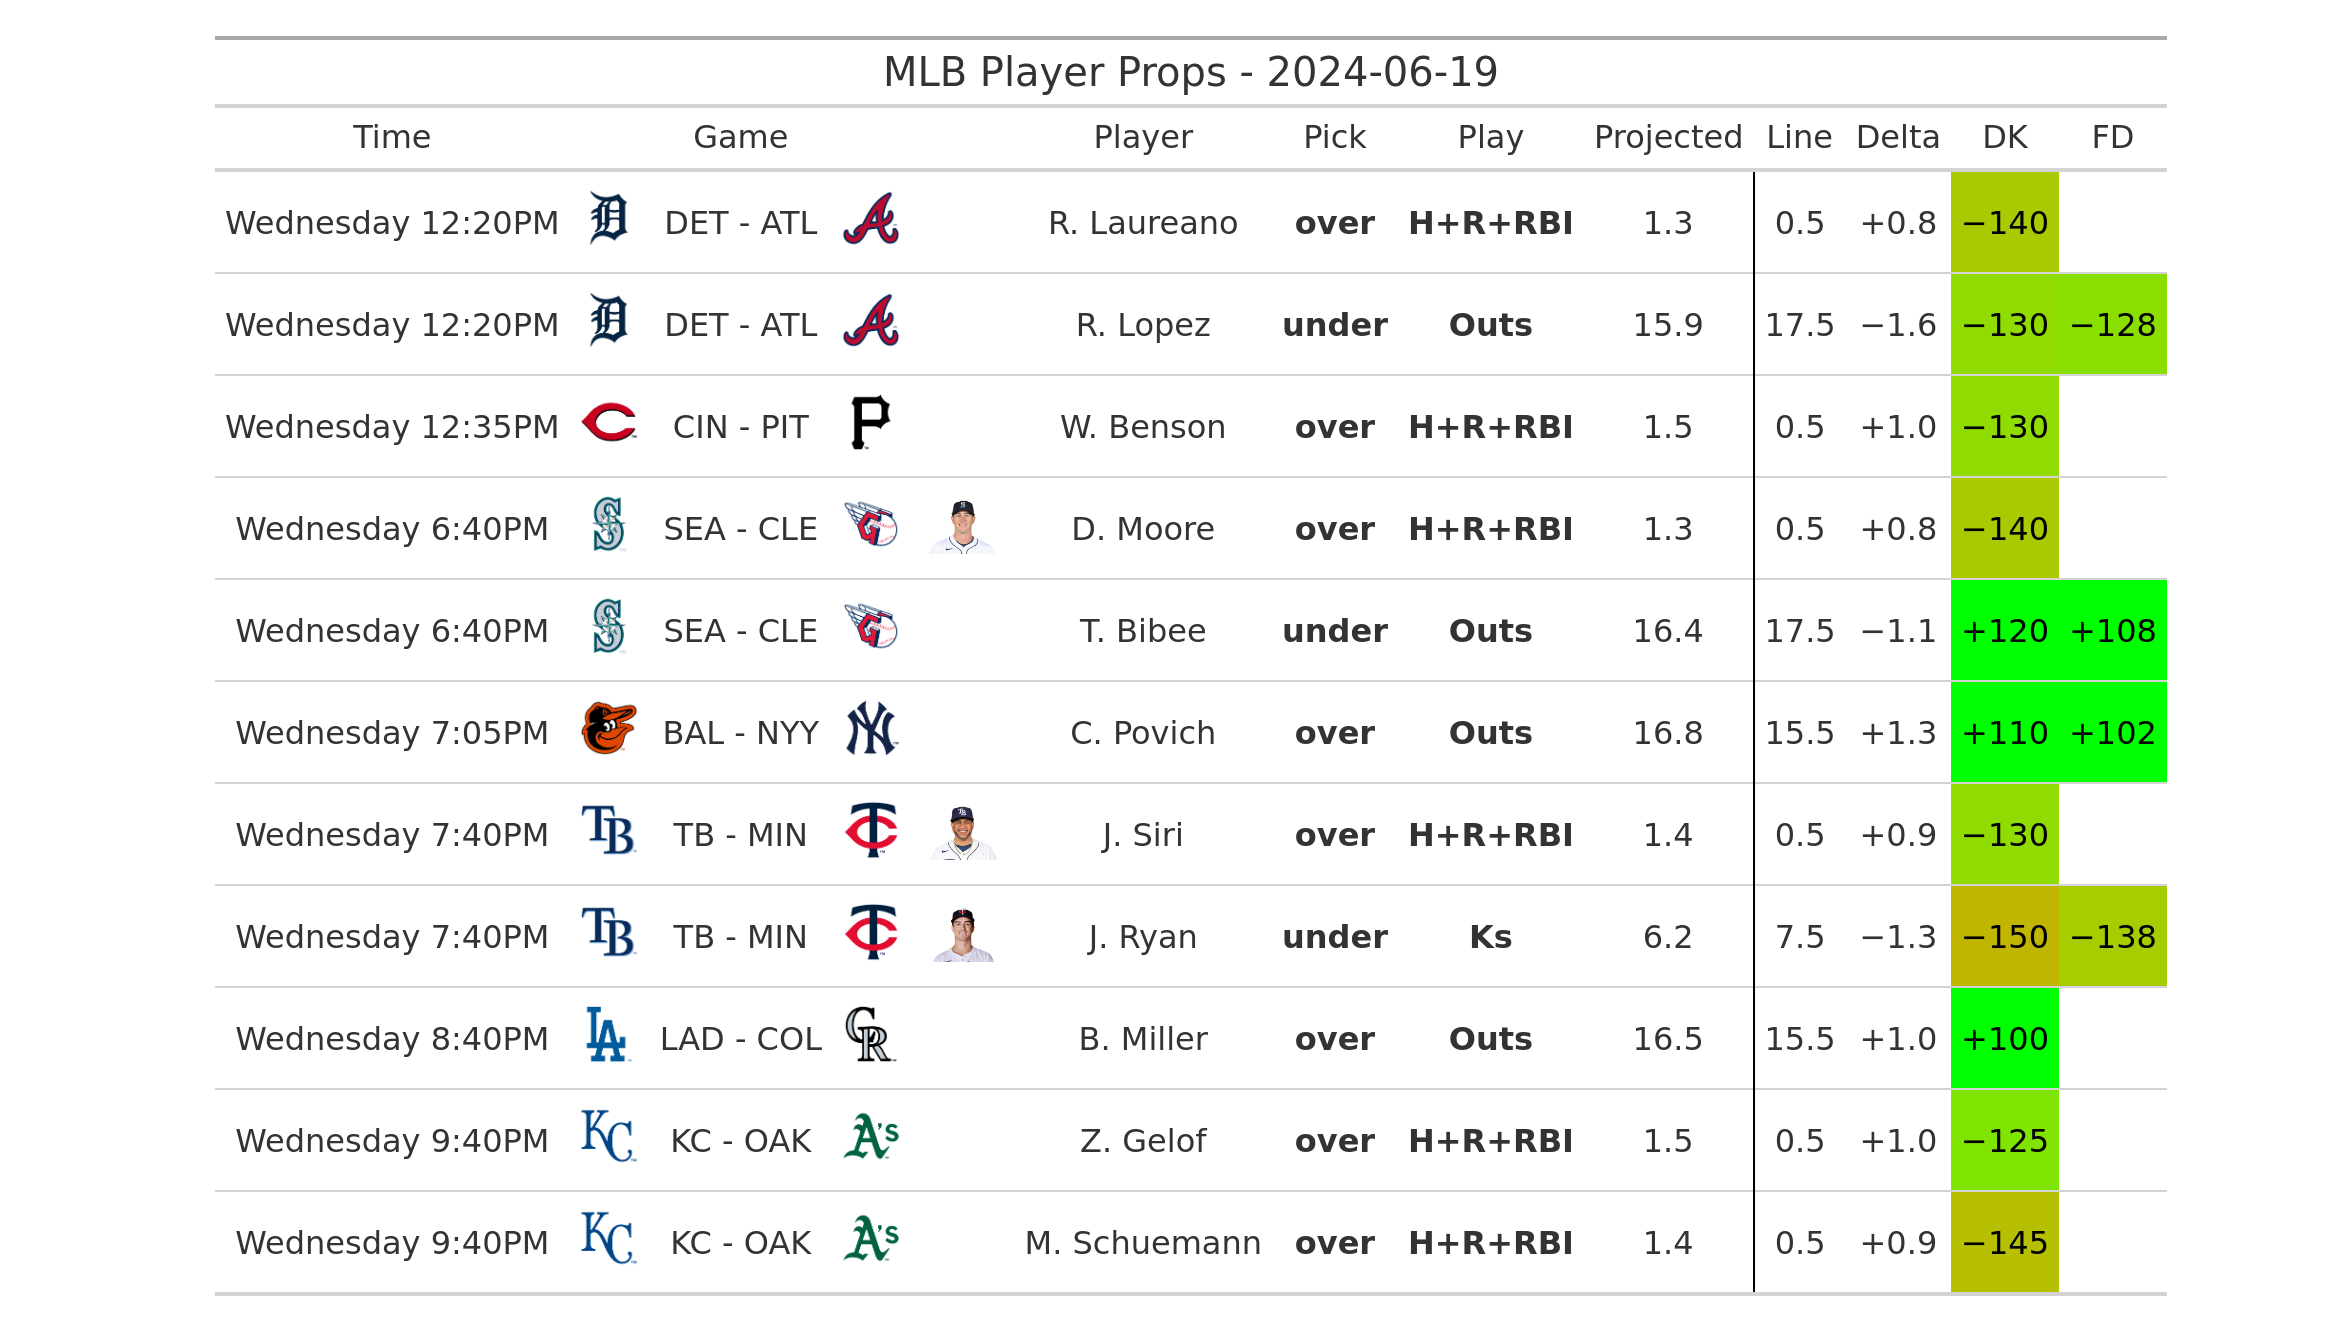 MLB Player Props - 2024-06-19
Time Game Player Pick Play Projected Line Delta DK FD
Wednesday 12:20PM DET - ATL R. Laureano over H+R+RBI 1.3 0.5 +0.8 −140
Wednesday 12:20PM DET - ATL R. Lopez under Outs 15.9 17.5 −1.6 −130 −128
Wednesday 12:35PM CIN - PIT W. Benson over H+R+RBI 1.5 0.5 +1.0 −130
Wednesday 6:40PM SEA - CLE D. Moore over H+R+RBI 1.3 0.5 +0.8 −140
Wednesday 6:40PM SEA - CLE T. Bibee under Outs 16.4 17.5 −1.1 +120 +108
Wednesday 7:05PM BAL - NYY C. Povich over Outs 16.8 15.5 +1.3 +110 +102
Wednesday 7:40PM TB - MIN J. Siri over H+R+RBI 1.4 0.5 +0.9 −130
Wednesday 7:40PM TB - MIN J. Ryan under Ks 6.2 7.5 −1.3 −150 −138
Wednesday 8:40PM LAD - COL B. Miller over Outs 16.5 15.5 +1.0 +100
Wednesday 9:40PM KC - OAK Z. Gelof over H+R+RBI 1.5 0.5 +1.0 −125
Wednesday 9:40PM KC - OAK M. Schuemann over H+R+RBI 1.4 0.5 +0.9 −145